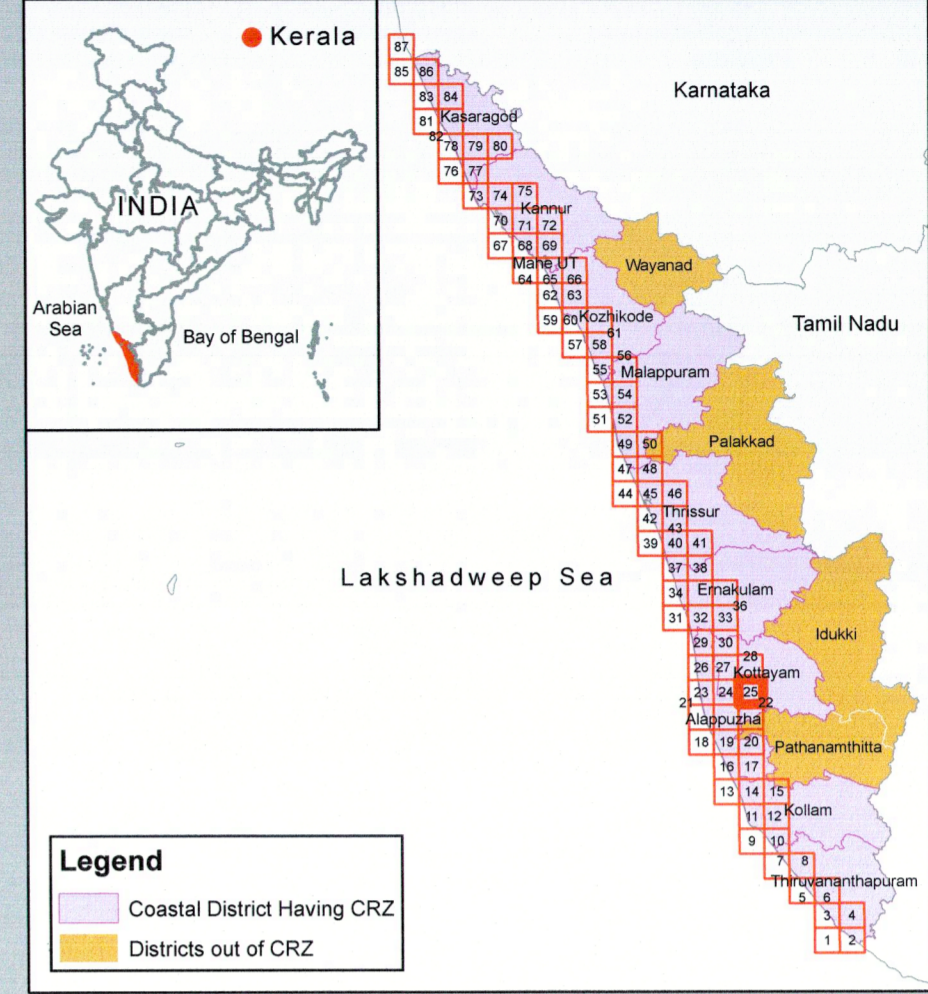 Kerala
INDIA
Arabian
Sea
Bay of Bengal
87
85 86
83 84
Karnataka
81 Kasaragod
82
78 79 80
76 77
73 74 75
Kannur
70 71 72
67 68 69
Mahe UT
64 65 66
Wayanad
62 63
59 60 Kozhikode
61
Tamil Nadu
57 58
56
55 Malappuram
53 54
51 52
49 50 Palakkad
47 48
44 45 46
42 Thrissur
43
39 40 41
37 38
Lakshadweep Sea
34 Ernakulam
36
31 32 33
Idukki
29 30
28
26 27 Kottayam
23 24 25
21 22
Alappuzha
18 19 20 Pathanamthitta
16 17
13 14 15
11 12 Kollam
9 10
7 8
Thiruvananthapuram
5 6
3 4
1 2
Legend
Coastal District Having CRZ
Districts out of CRZ